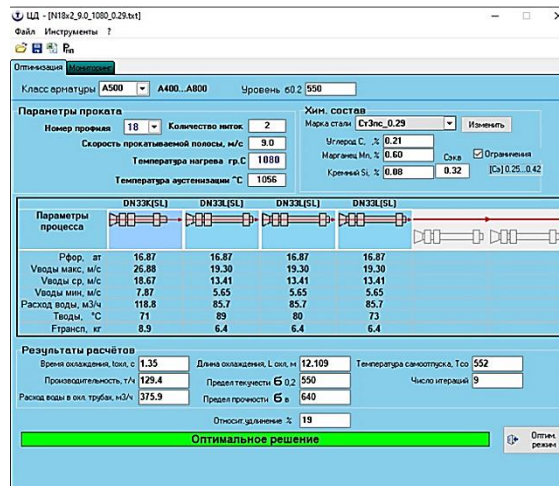 ЦД - [N18x2_9.0_1080_0.29.txt]
Файл Инструменты ?
Оптимизация Мониторинг
Класс арматуры A500 A400...A800 Уровень б0.2 550
Параметры проката
Номер профиля 18 Количество ниток 2
Скорость прокатываемой полосы, м/с 9.0
Температура нагрева гр.С 1080
Температура аустенизации °С 1056
Хим. состав
Марка стали Ст3пс_0.29 Изменить
Углерод С, ,% 0.21
Марганец Mn, % 0.60 Сэкв Ограничения
Кремний Si, % 0.08 0.32 [Сэ] 0.25...0.42
DN33K(SL) DN33L(SL) DN33L(SL) DN33L(SL)
Параметры процесса
Рфор, ат 16.87 16.87 16.87 16.87
Vводы макс, м/с 26.88 19.30 19.30 19.30
Vводы ср, м/с 18.67 13.41 13.41 13.41
Vводы мин, м/с 7.87 5.65 5.65 5.65
Расход воды, м3/ч 118.8 85.7 85.7 85.7
Тводы, °С 71 89 80 73
Fтрансп, кг 8.9 6.4 6.4 6.4
Результаты расчётов
Время охлаждения, tохл, с 1.35 Длина охлаждения, L охл, м 12.109 Температура самоотпуска, Тсо 552
Производительность, т/ч 129.4 Предел текучести б 0,2 550 Число итераций 9
Расход воды в охл. трубах, м3/ч 375.9 Предел прочности б в 640
Относит.удлинение % 19
Оптимальное решение
Оптим. режим